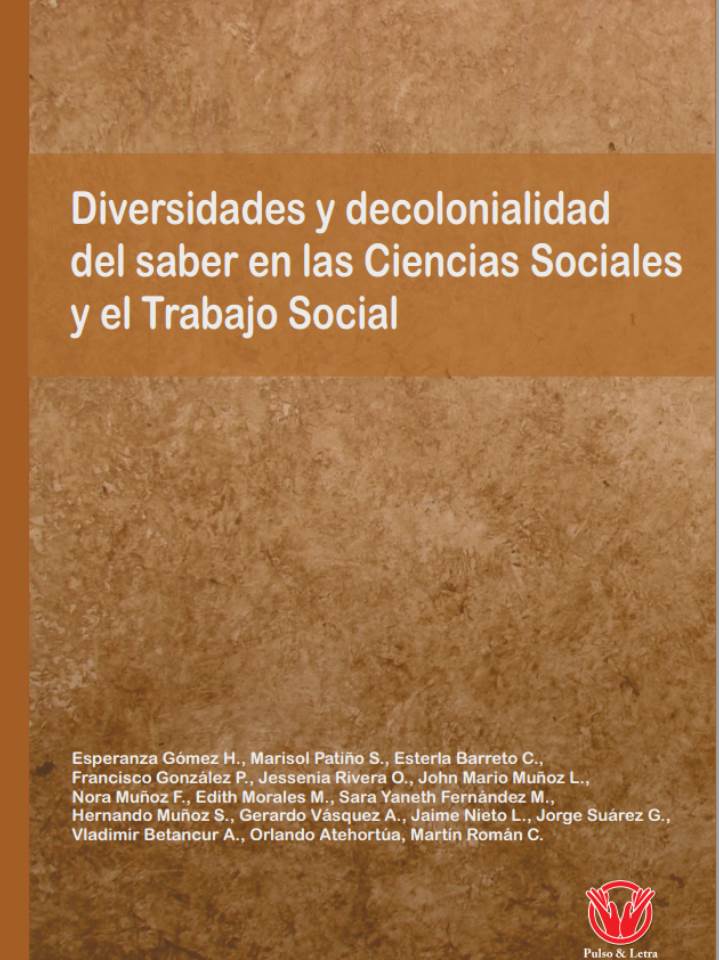 Diversidades y decolonialidad
del saber en las Ciencias Sociales
y el Trabajo Social
Esperanza Gómez H., Marisol Patiño S., Esterla Barreto C.,
Francisco González P., Jessenia Rivera O., John Mario Muñoz L.,
Nora Muñoz F., Edith Morales M., Sara Yaneth Fernández M.,
Hernando Muñoz S., Gerardo Vásquez A., Jaime Nieto L., Jorge Suárez G.,
Vladimir Betancur A., Orlando Atehortúa, Martín Román C.
Pulso & Letra